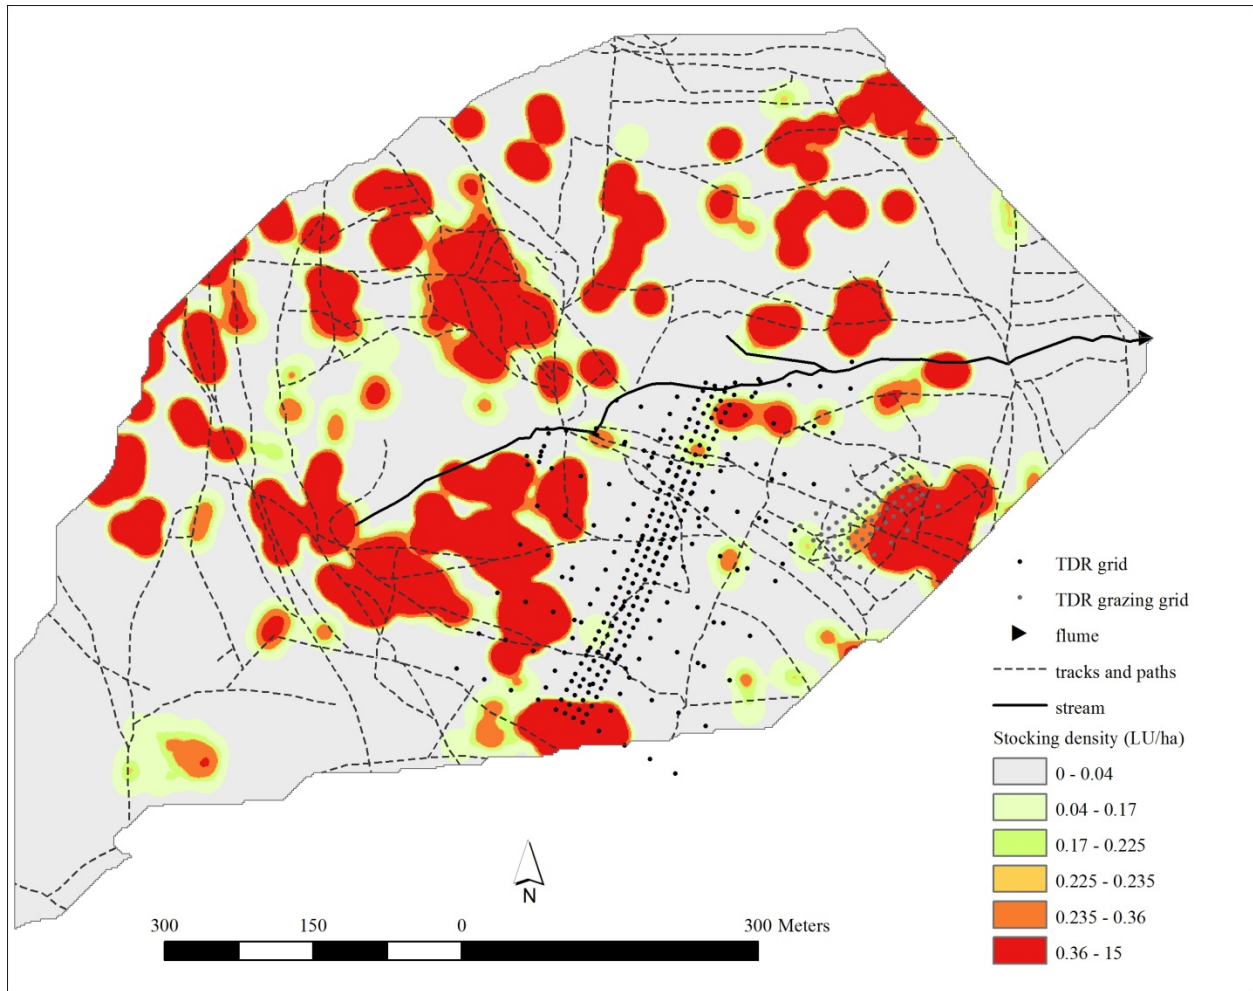 TDR grid
TDR grazing grid
flume
tracks and paths
stream
Stocking density (LU/ha)
0 - 0.04
0.04 - 0.17
0.17 - 0.225
0.225 - 0.235
0.235 - 0.36
0.36 - 15
N
300 150 0 300 Meters